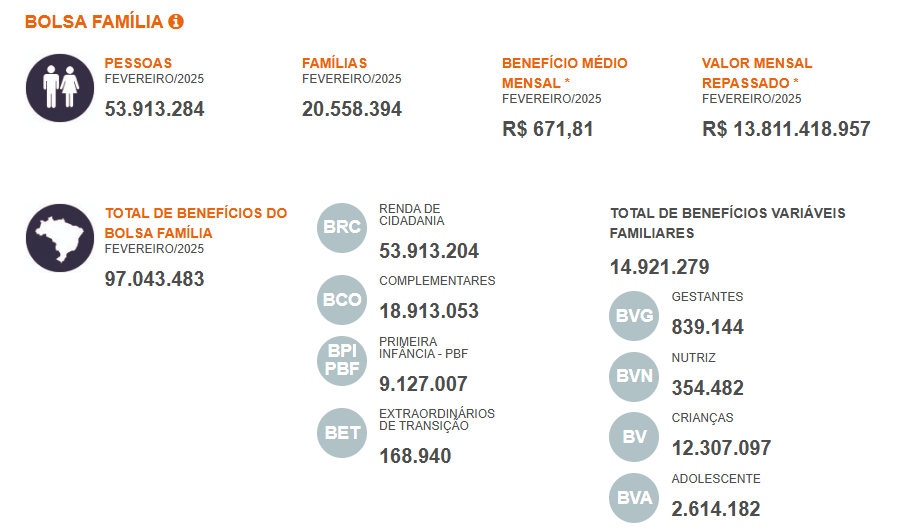 BOLSA FAMÍLIA
PESSOAS
FEVEREIRO/2025
53.913.284
FAMÍLIAS
FEVEREIRO/2025
20.558.394
BENEFÍCIO MÉDIO
MENSAL *
FEVEREIRO/2025
R$ 671,81
VALOR MENSAL
REPASSADO *
FEVEREIRO/2025
R$ 13.811.418.957
TOTAL DE BENEFÍCIOS DO
BOLSA FAMÍLIA
FEVEREIRO/2025
97.043.483
BRC
RENDA DE
CIDADANIA
53.913.204
BCO
COMPLEMENTARES
18.913.053
BPI
PBF
PRIMEIRA
INFÂNCIA - PBF
9.127.007
BET
EXTRAORDINÁRIOS
DE TRANSIÇÃO
168.940
TOTAL DE BENEFÍCIOS VARIÁVEIS
FAMILIARES
14.921.279
BVG
GESTANTES
839.144
BVN
NUTRIZ
354.482
BV
CRIANÇAS
12.307.097
BVA
ADOLESCENTE
2.614.182